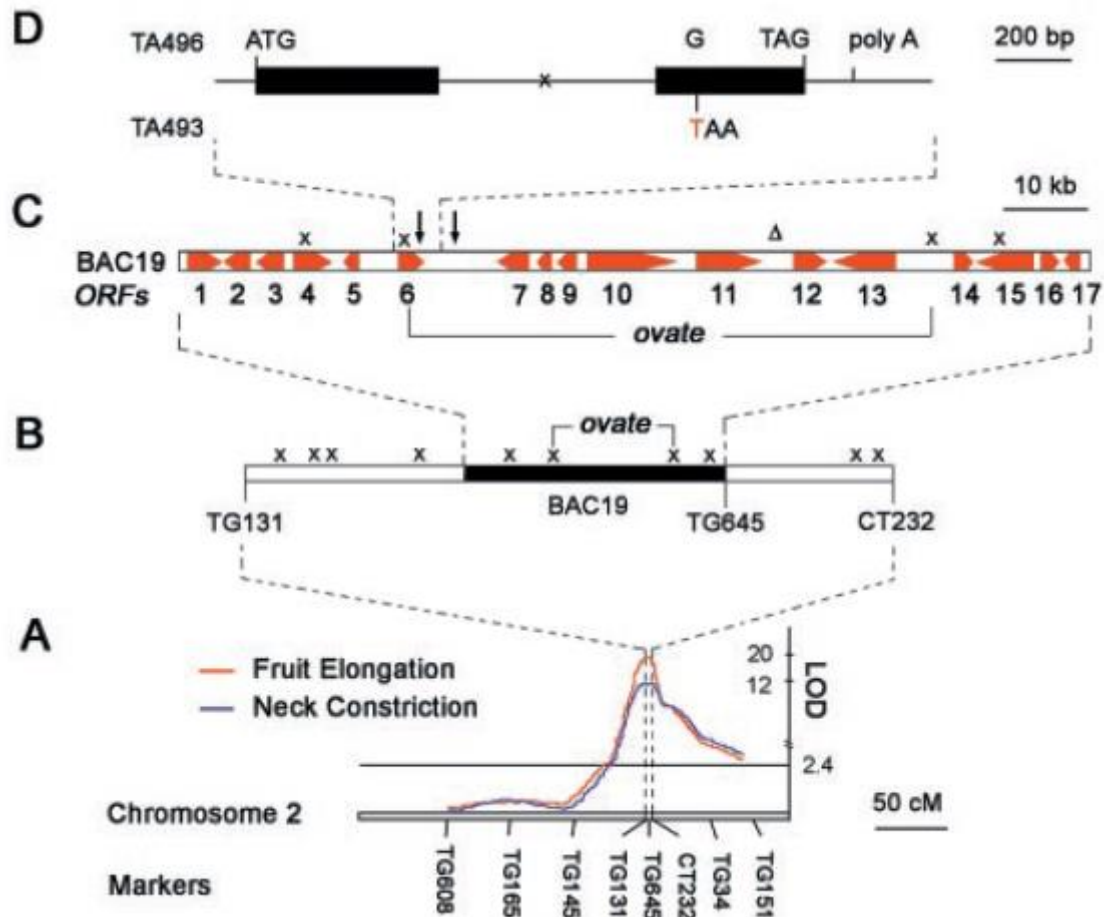 D
TA496 ATG G TAG poly A 200 bp
TA493 TAA
C 10 kb
x x Δ x x
BAC19
ORFs 1 2 3 4 5 6 7 8 9 10 11 12 13 14 15 16 17
ovate
B
ovate
x x x x x x x x x x
BAC19
TG131 TG645 CT232
A
Fruit Elongation
Neck Constriction
20
12
LOD
2.4
50 cM
Chromosome 2
Markers
TG608 TG165 TG145 TG131 TG645 CT232 TG34 TG151